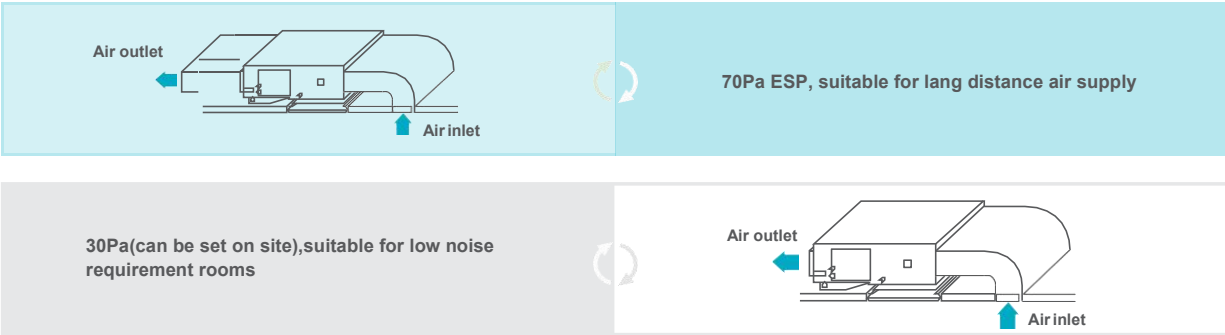 Air outlet
70Pa ESP, suitable for lang distance air supply
Air inlet
30Pa(can be set on site),suitable for low noise
requirement rooms
Air outlet
Air inlet